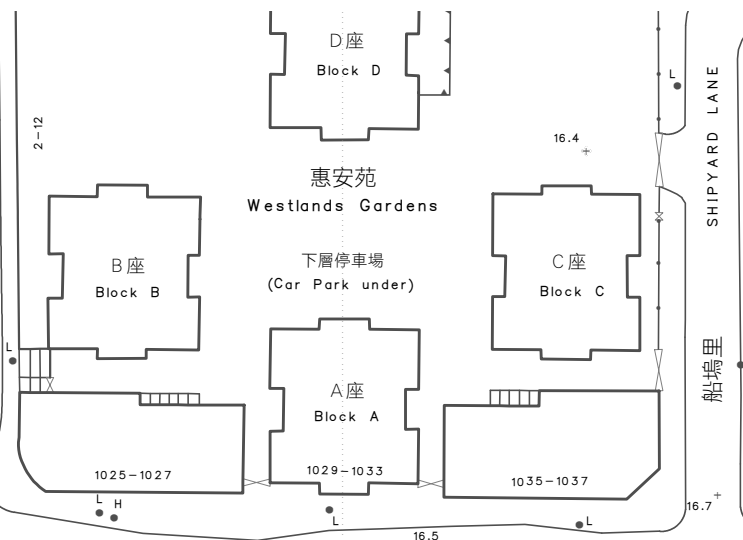 D座
Block D
L
SHIPYARD LANE
2-12
16.4
惠安苑
Westlands Gardens
下層停車場
(Car Park under)
B座
Block B
C座
Block C
L
船塢里
A座
Block A
1025-1027
1029-1033
1035-1037
L
H
L
L
16.7
16.5